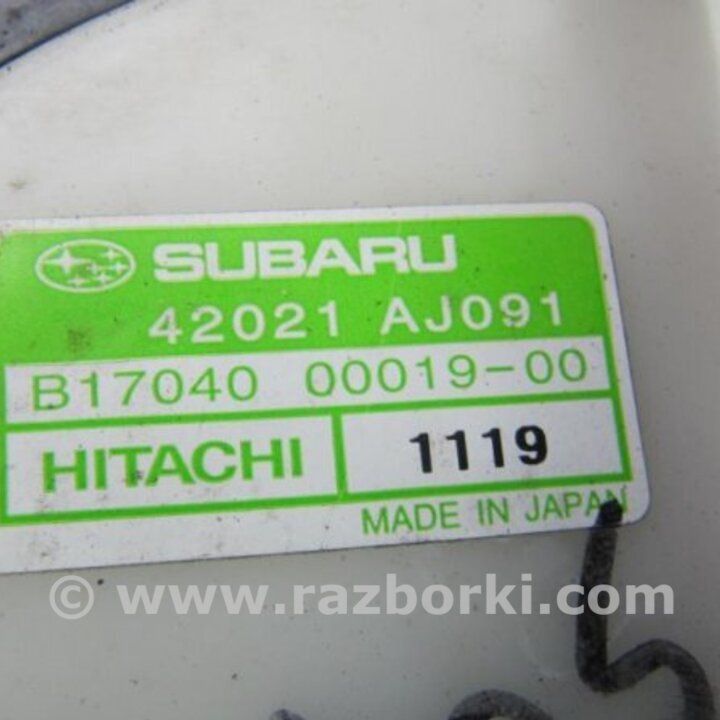 SUBARU
42021 AJ091
B17040 00019-00
HITACHI 1119
MADE IN JAPAN
© www.razborki.com